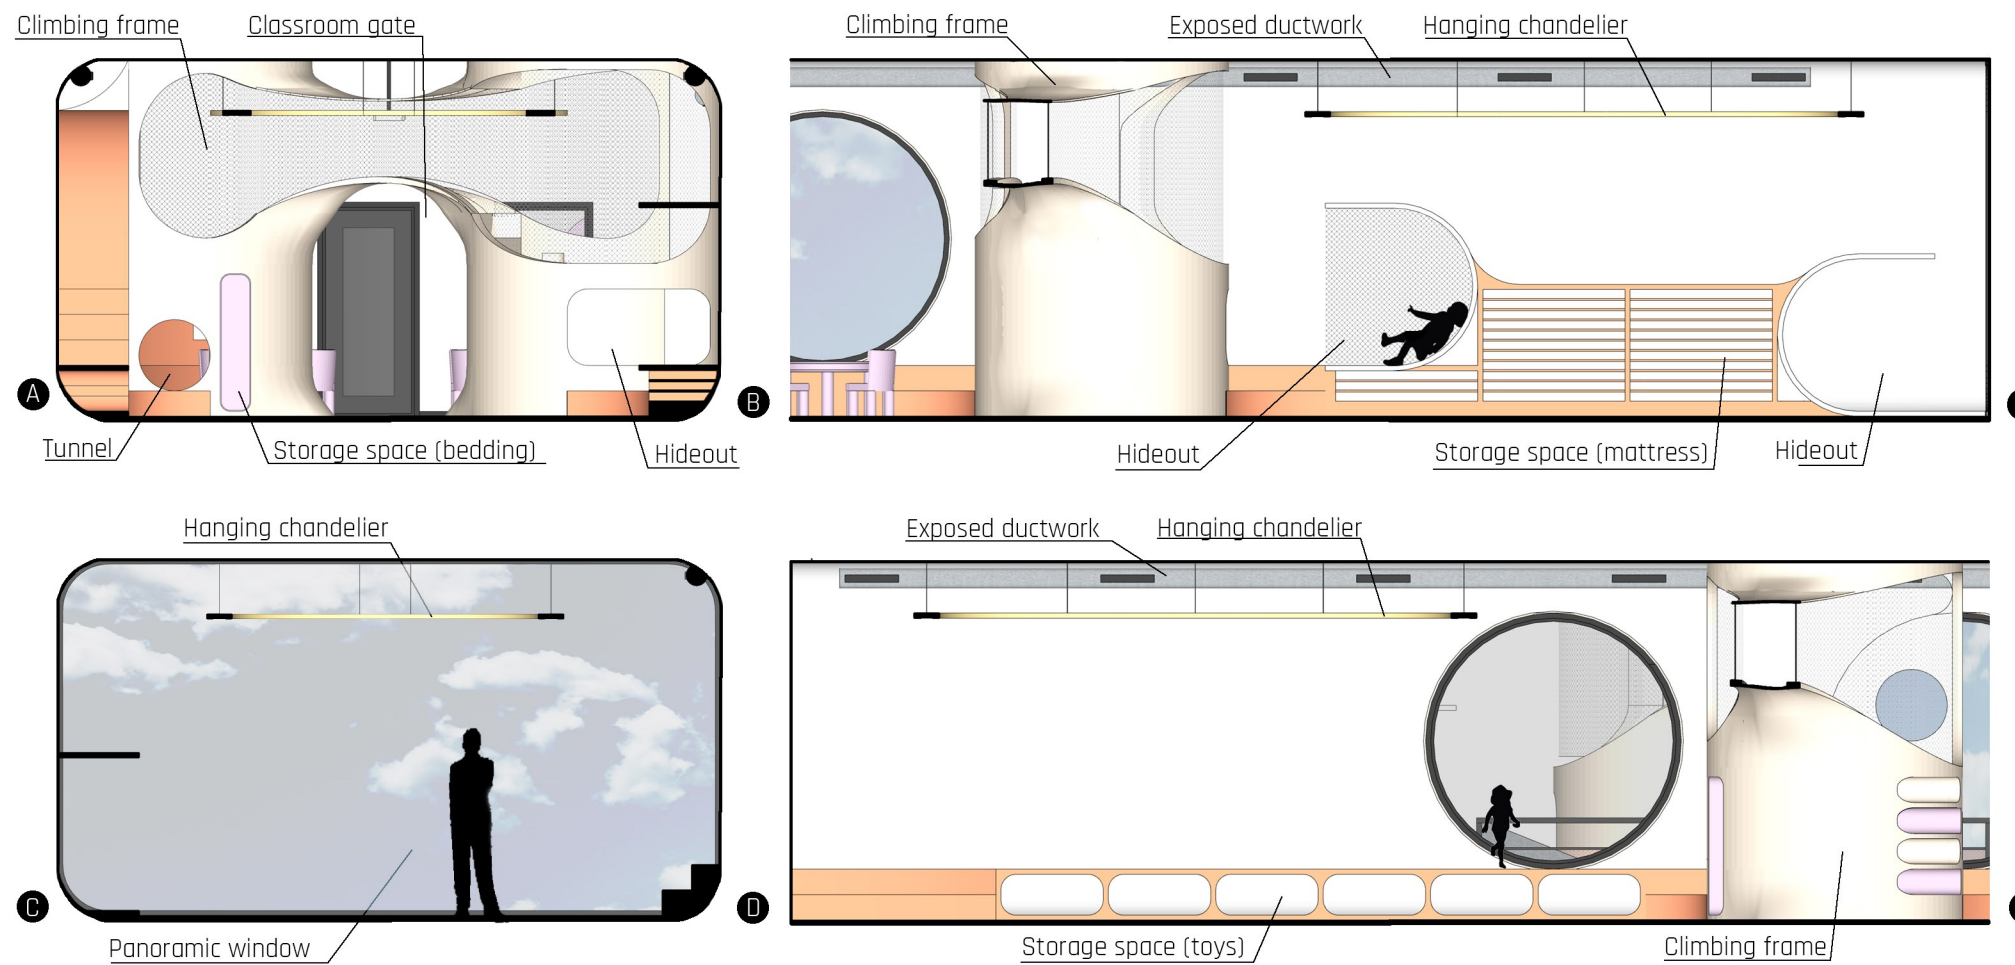 Climbing frame
Classroom gate
Climbing frame
Exposed ductwork
Hanging chandelier
A
B
Tunnel
Storage space (bedding)
Hideout
Hideout
Storage space (mattress)
Hideout
Hanging chandelier
Exposed ductwork
Hanging chandelier
C
D
Panoramic window
Storage space (toys)
Climbing frame